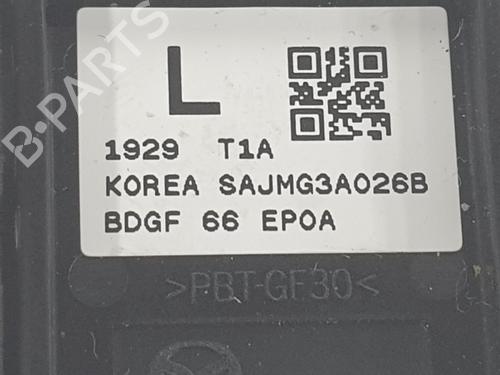 L
1929 T1A
KOREA SAJMG3A026B
BDGF 66 EP0A
>PBT-GF30<
B-PARTS